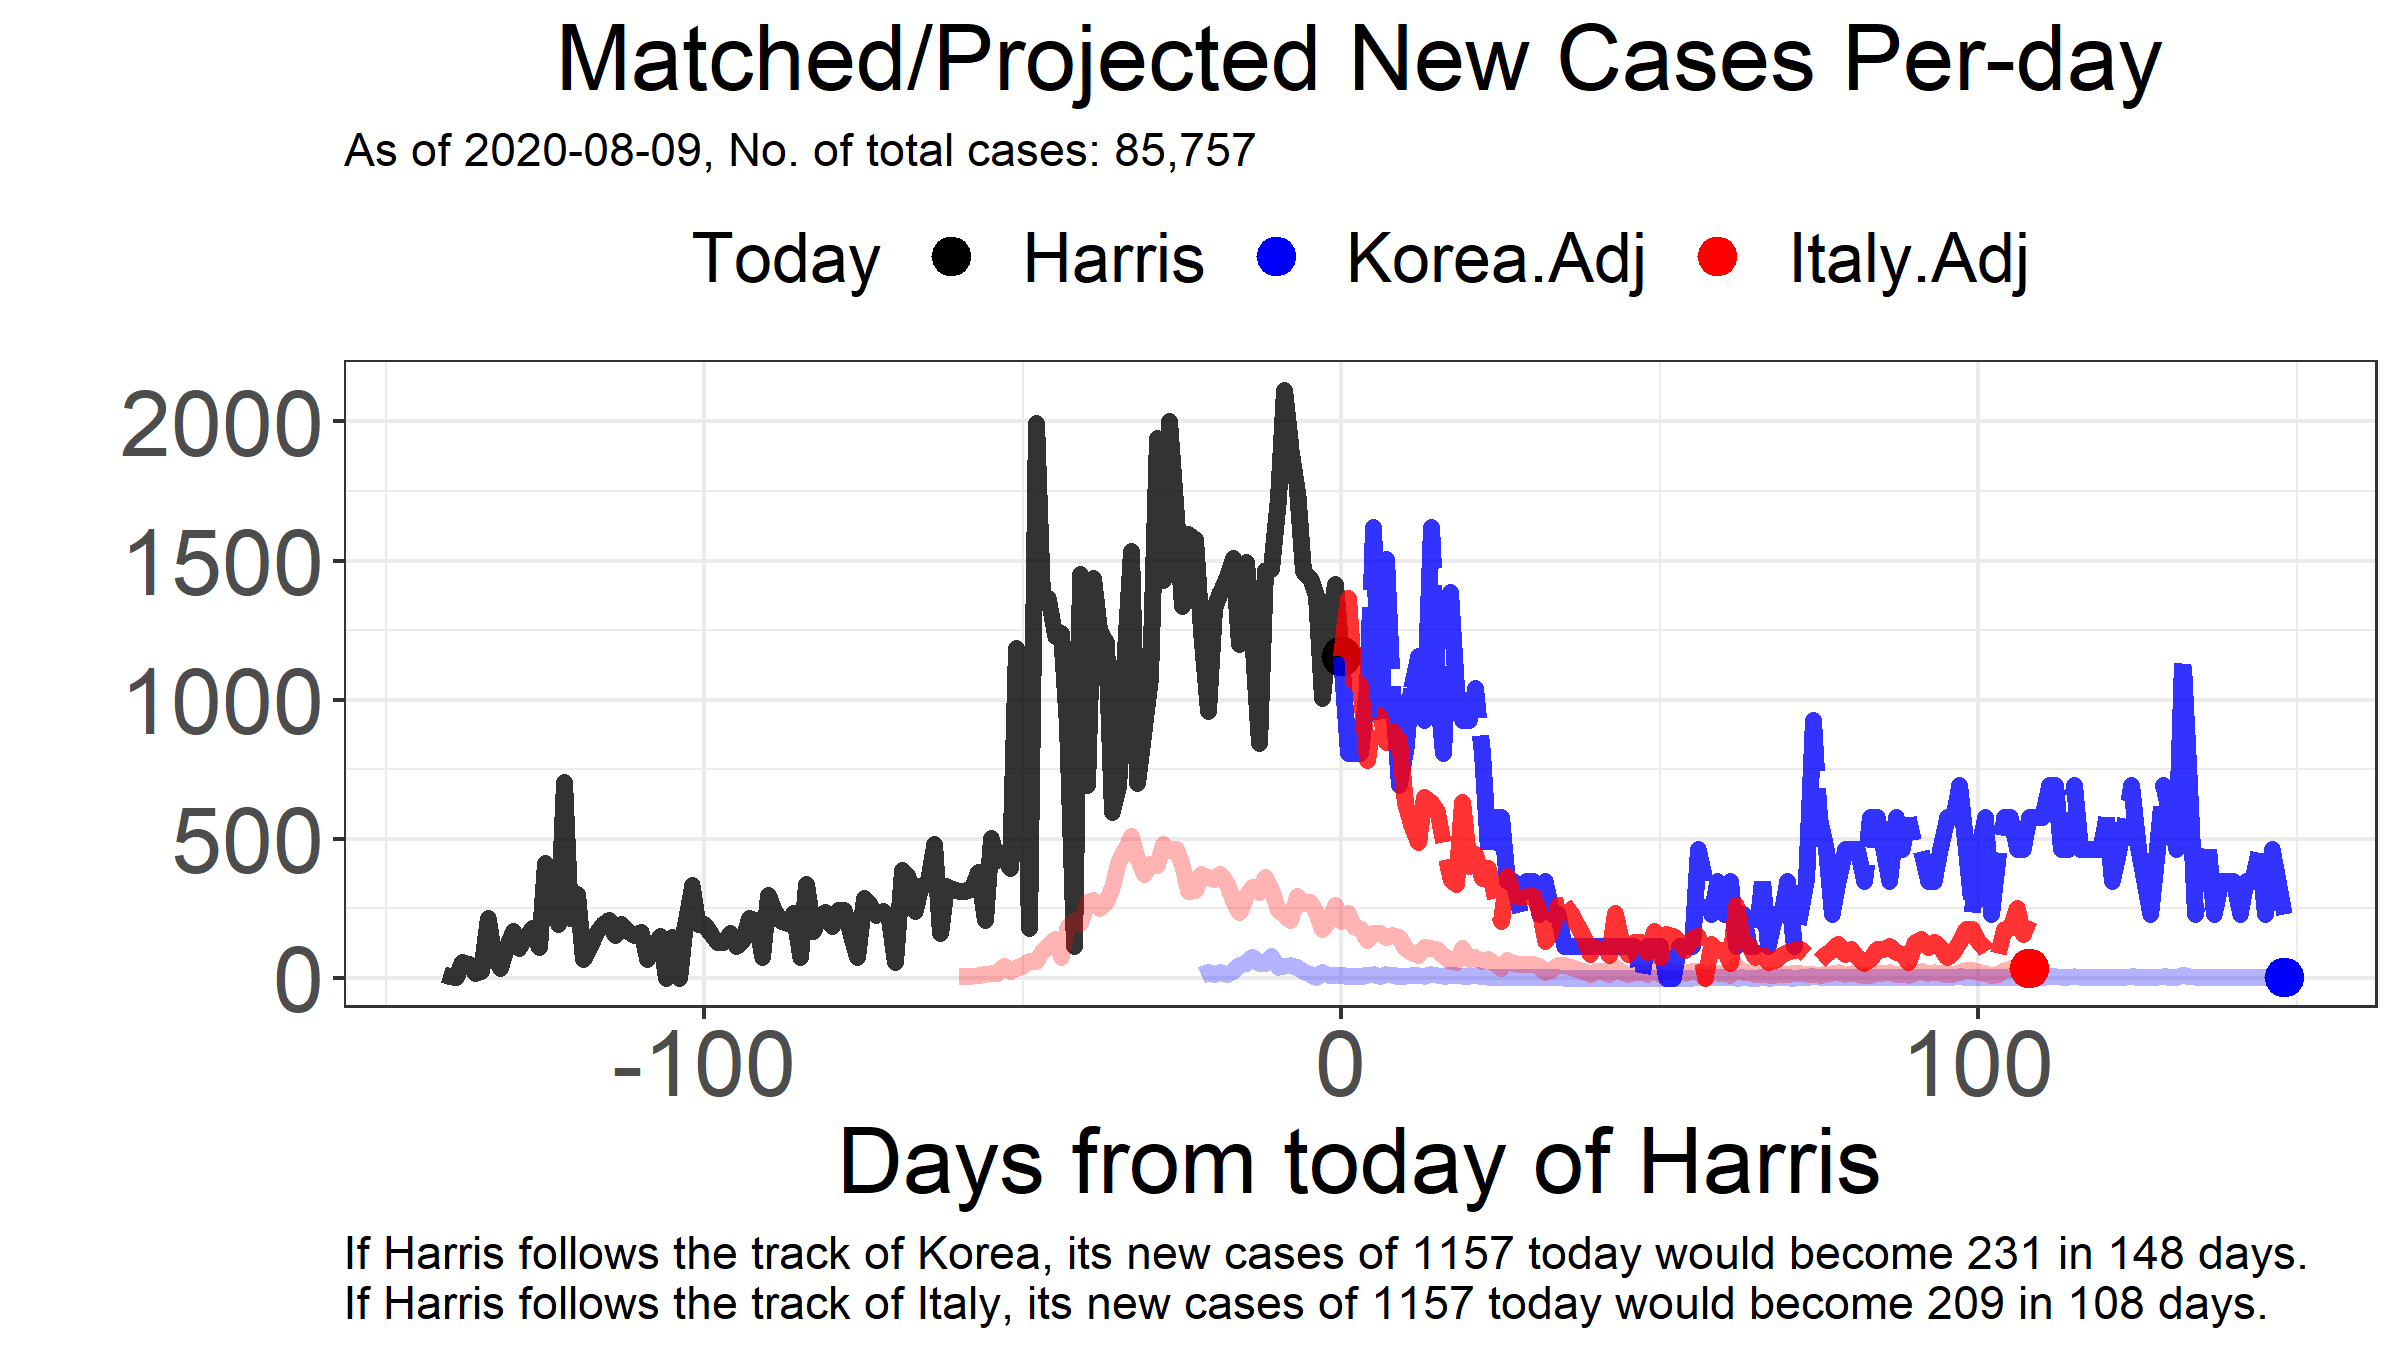 Matched/Projected New Cases Per-day
As of 2020-08-09, No. of total cases: 85,757
Today Harris Korea.Adj Italy.Adj
2000
1500
1000
500
0
-100 0 100
Days from today of Harris
If Harris follows the track of Korea, its new cases of 1157 today would become 231 in 148 days.
If Harris follows the track of Italy, its new cases of 1157 today would become 209 in 108 days.